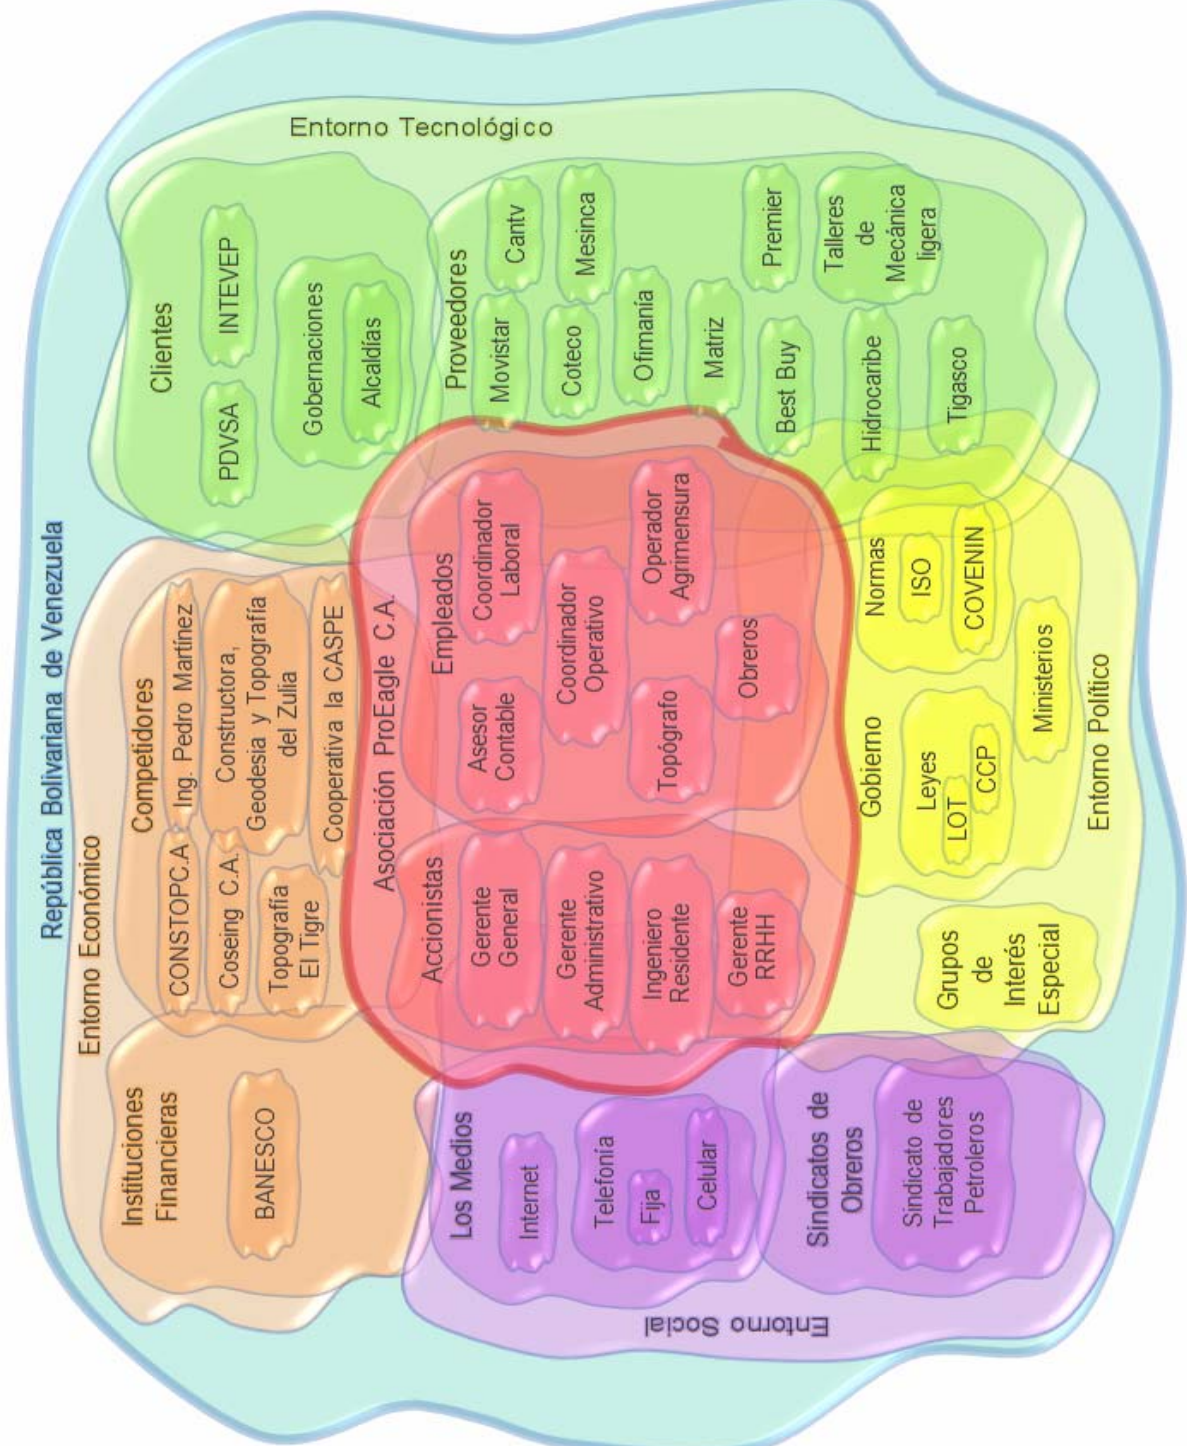 República Bolivariana de Venezuela
Entorno Económico
Instituciones
Financieras
BANESCO
Competidores
CONSTOPC.A
Ing. Pedro Martínez
Coseing C.A.
Constructora,
Geodesia y Topografía
del Zulia
Topografía
El Tigre
Cooperativa la CASPE
Entorno Tecnológico
Clientes
PDVSA
INTEVEP
Gobernaciones
Alcaldías
Proveedores
Movistar
Cantv
Coteco
Mesinca
Ofimanía
Matriz
Best Buy
Premier
Hidrocaribe
Talleres
de
Mecánica
ligera
Tigasco
Asociación ProEagle C.A.
Accionistas
Gerente
General
Gerente
Administrativo
Ingeniero
Residente
Gerente
RRHH
Empleados
Asesor
Contable
Coordinador
Laboral
Coordinador
Operativo
Topógrafo
Operador
Agrimensura
Obreros
Entorno Social
Los Medios
Internet
Telefonía
Fija
Celular
Sindicatos de
Obreros
Sindicato de
Trabajadores
Petroleros
Entorno Político
Grupos
de
Interés
Especial
Gobierno
Leyes
LOT
CCP
Ministerios
Normas
ISO
COVENIN